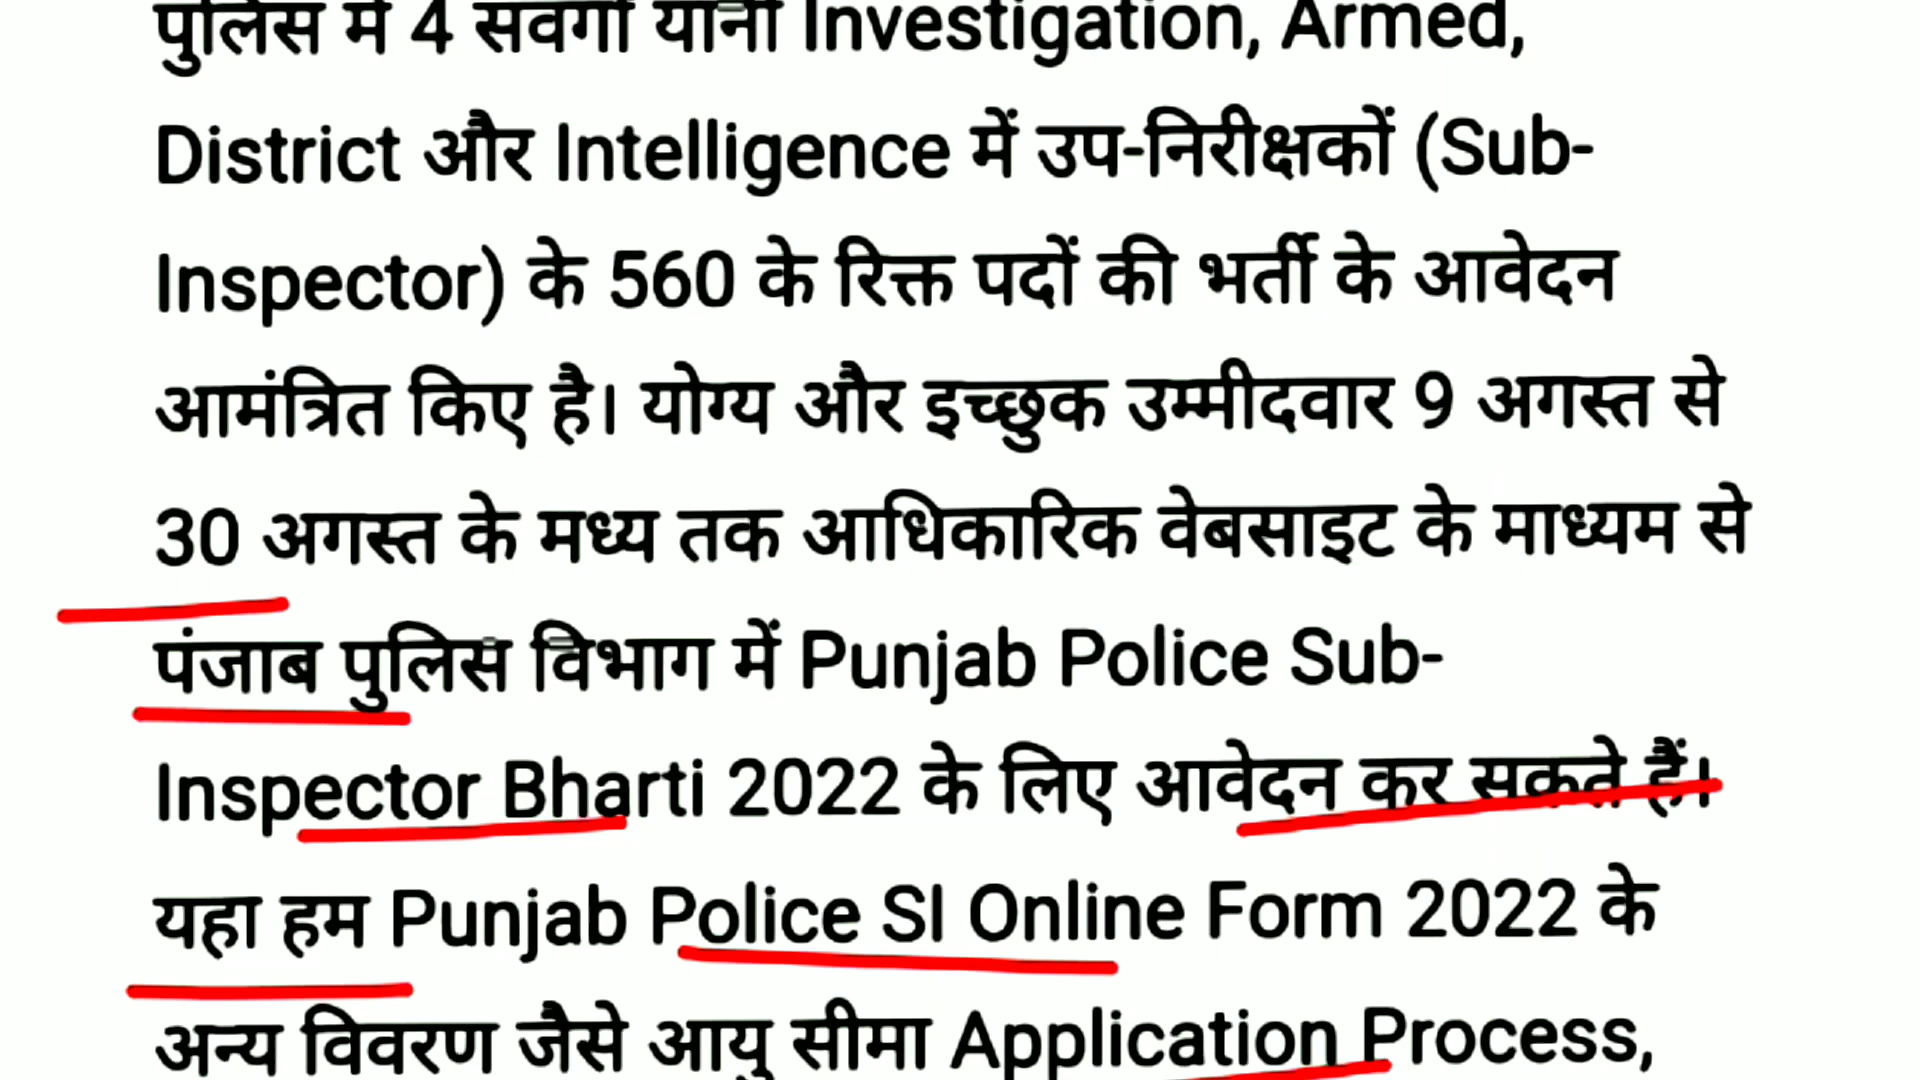 पुलिस में 4 संवर्गों यानी Investigation, Armed,
District और Intelligence में उप-निरीक्षकों (Sub-
Inspector) के 560 के रिक्त पदों की भर्ती के आवेदन
आमंत्रित किए है। योग्य और इच्छुक उम्मीदवार 9 अगस्त से
30 अगस्त के मध्य तक आधिकारिक वेबसाइट के माध्यम से
पंजाब पुलिस विभाग में Punjab Police Sub-
Inspector Bharti 2022 के लिए आवेदन कर सकते हैं।
यहा हम Punjab Police SI Online Form 2022 के
अन्य विवरण जैसे आयु सीमा Application Process,